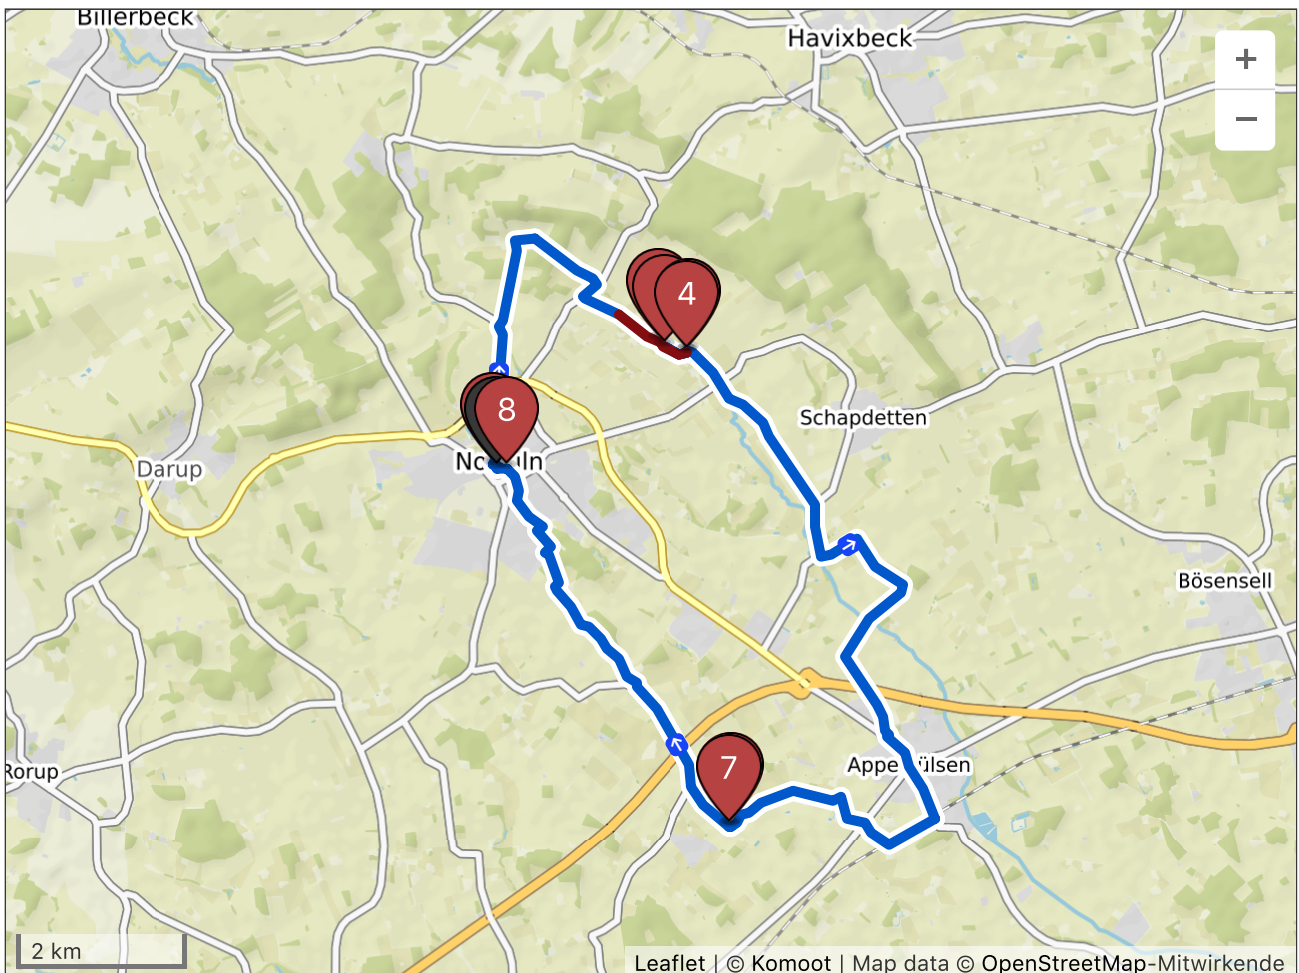 Billerbeck
Havixbeck
+
−
4
8
Schapdetten
Darup
Bösensell
7
Rorup
2 km
Leaflet | © Komoot | Map data © OpenStreetMap-Mitwirkende